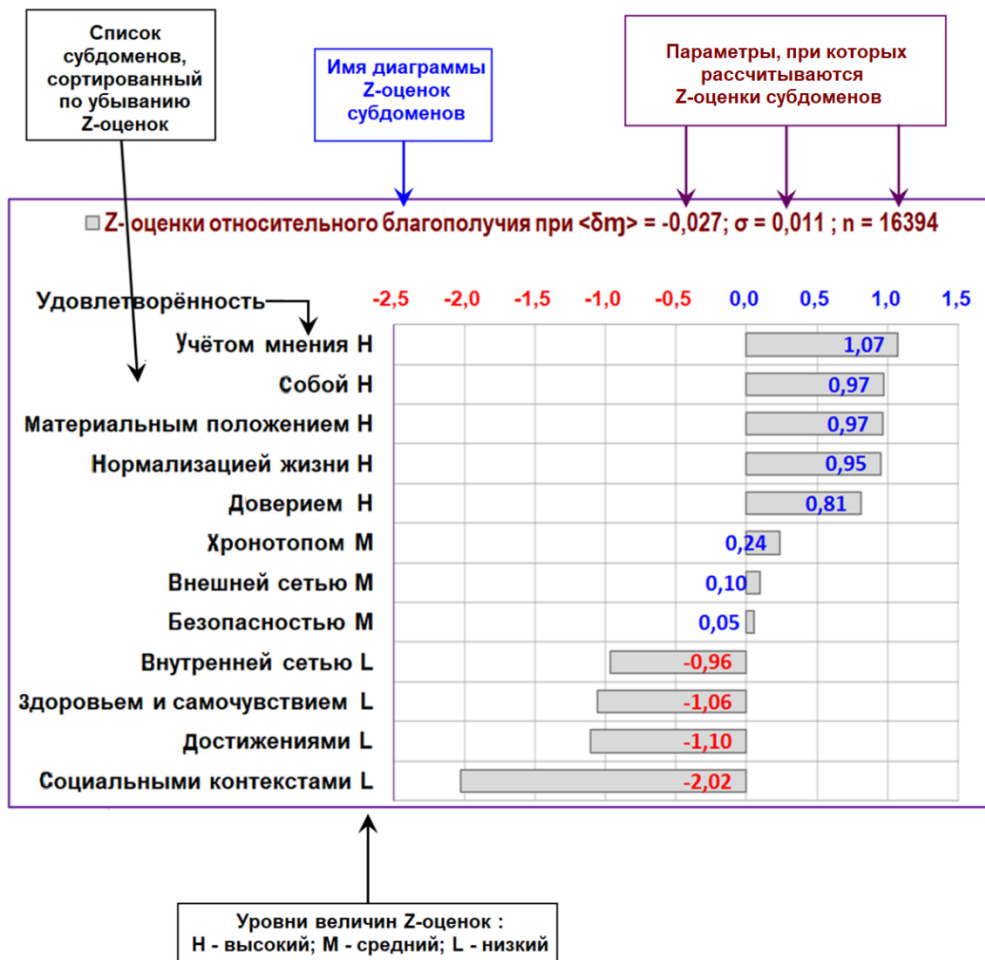 Список
субдоменов,
сортированный
по убыванию
Z-оценок
Имя диаграммы
Z-оценок
субдоменов
Параметры, при которых
рассчитываются
Z-оценки субдоменов
Z- оценки относительного благополучия при <δɱ> = -0,027; σ = 0,011 ; n = 16394
Удовлетворённость
-2,5 -2,0 -1,5 -1,0 -0,5 0,0 0,5 1,0 1,5
Учётом мнения H 1,07
Собой H 0,97
Материальным положением H 0,97
Нормализацией жизни H 0,95
Доверием H 0,81
Хронотопом M 0,24
Внешней сетью M 0,10
Безопасностью M 0,05
Внутренней сетью L -0,96
Здоровьем и самочувствием L -1,06
Достижениями L -1,10
Социальными контекстами L -2,02
Уровни величин Z-оценок :
H - высокий; M - средний; L - низкий